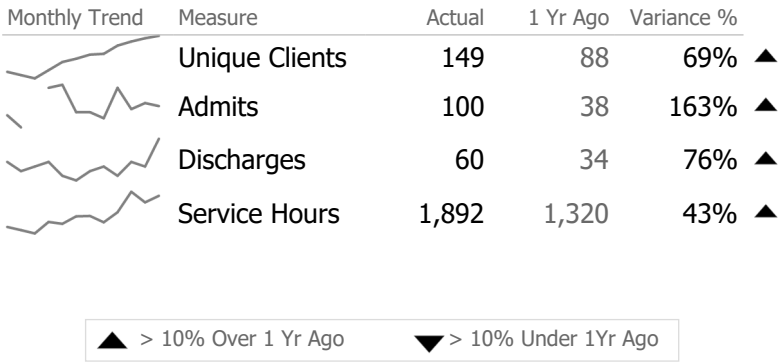 Monthly Trend Measure Actual 1 Yr Ago Variance %
Unique Clients 149 88 69% ▲
Admits 100 38 163% ▲
Discharges 60 34 76% ▲
Service Hours 1,892 1,320 43% ▲
▲ > 10% Over 1 Yr Ago ▼ > 10% Under 1Yr Ago